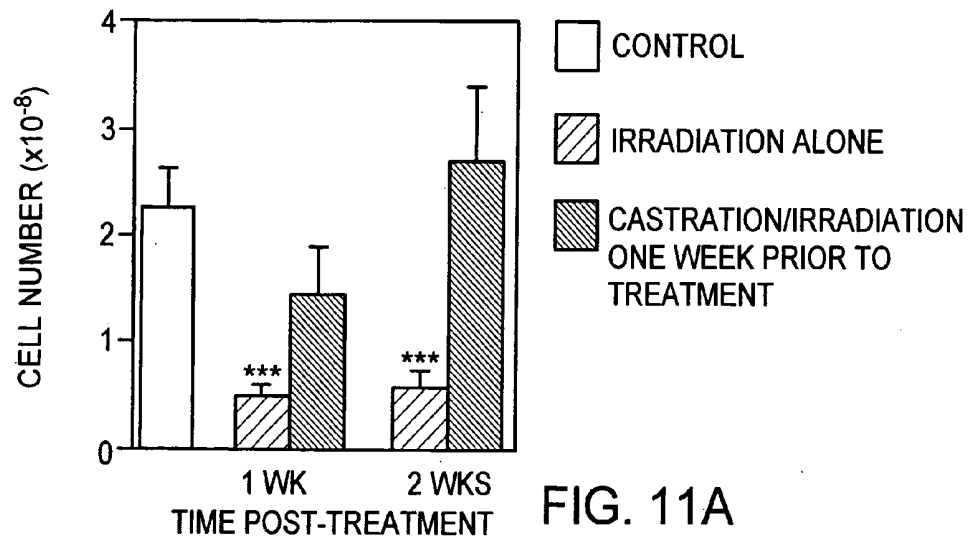 4
3
2
1
0
CELL NUMBER (x10⁻⁸)
***
***
1 WK
2 WKS
TIME POST-TREATMENT
CONTROL
IRRADIATION ALONE
CASTRATION/IRRADIATION
ONE WEEK PRIOR TO
TREATMENT
FIG. 11A